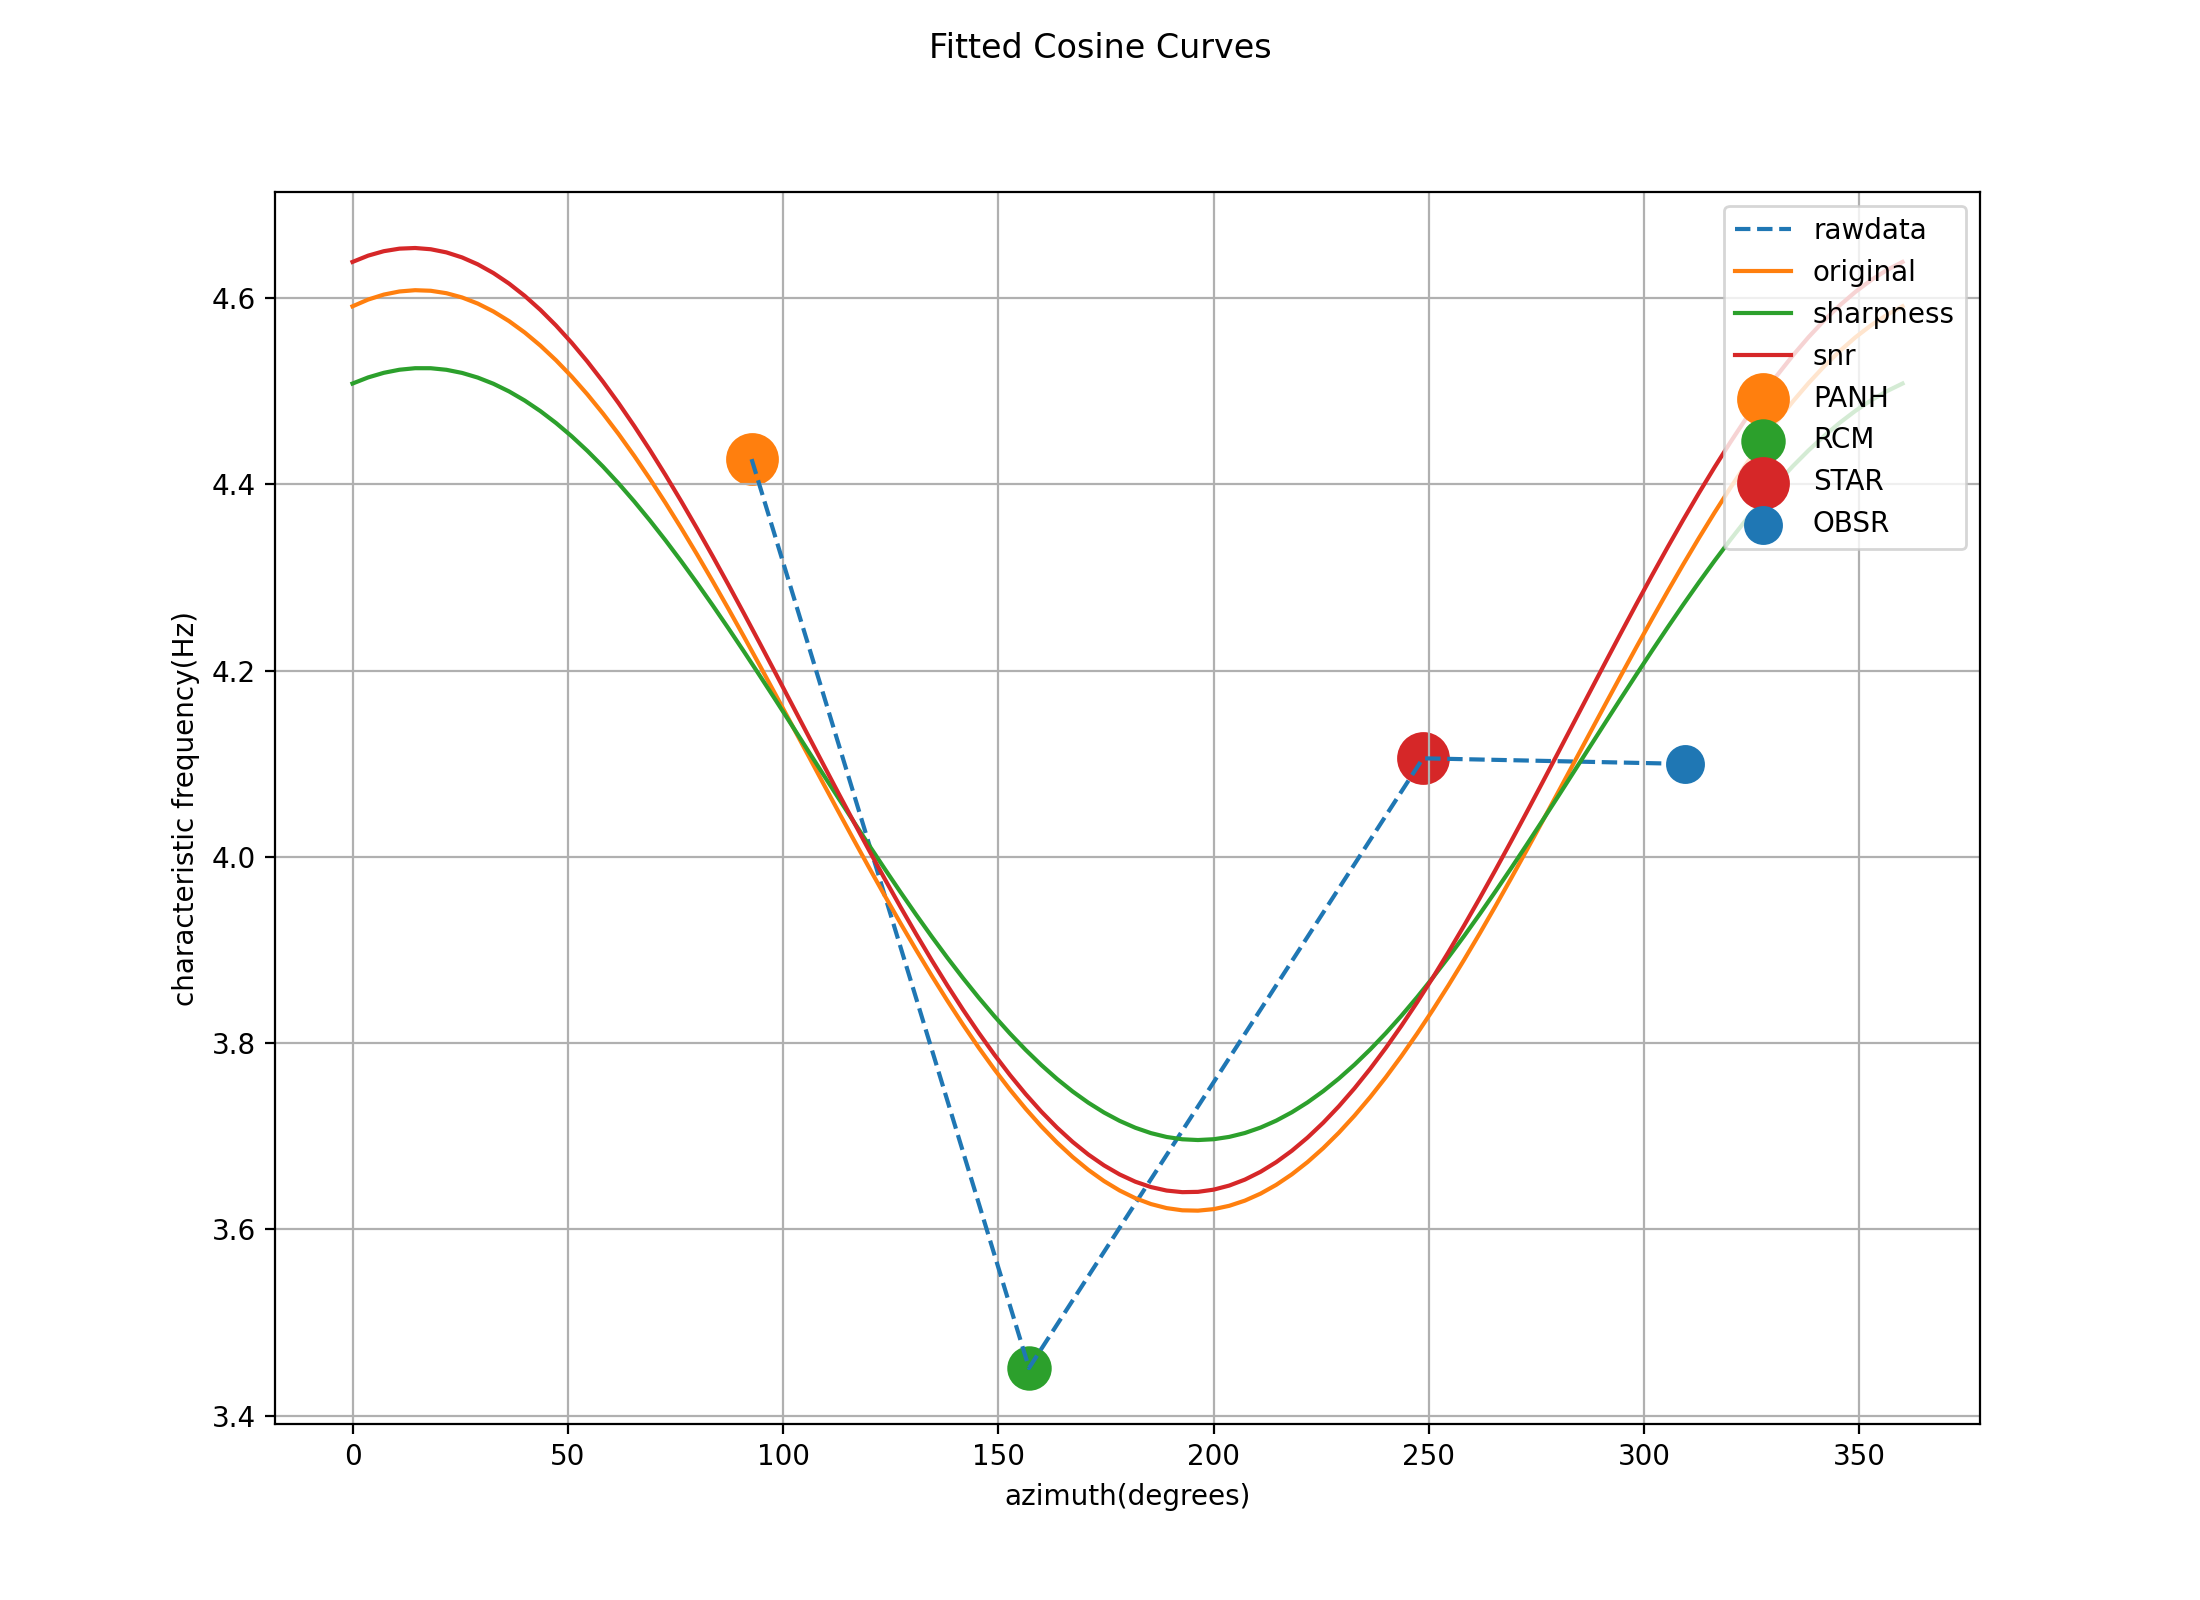 Fitted Cosine Curves
rawdata
original
sharpness
snr
PANH
RCM
STAR
OBSR
4.6
4.4
4.2
4.0
3.8
3.6
3.4
characteristic frequency(Hz)
0 50 100 150 200 250 300 350
azimuth(degrees)